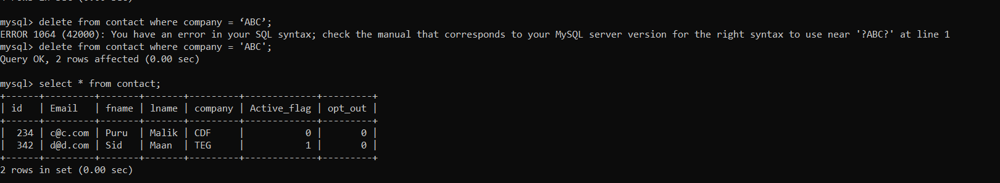 mysql> delete from contact where company = ‘ABC’;
ERROR 1064 (42000): You have an error in your SQL syntax; check the manual that corresponds to your MySQL server version for the right syntax to use near '?ABC?' at line 1
mysql> delete from contact where company = 'ABC';
Query OK, 2 rows affected (0.00 sec)
mysql> select * from contact;
+------+---------+-------+-------+---------+-------------+---------+
| id   | Email   | fname | lname | company | Active_flag | opt_out |
+------+---------+-------+-------+---------+-------------+---------+
|  234 | c@c.com | Puru  | Malik | CDF     |           0 |       0 |
|  342 | d@d.com | Sid   | Maan  | TEG     |           1 |       0 |
+------+---------+-------+-------+---------+-------------+---------+
2 rows in set (0.00 sec)